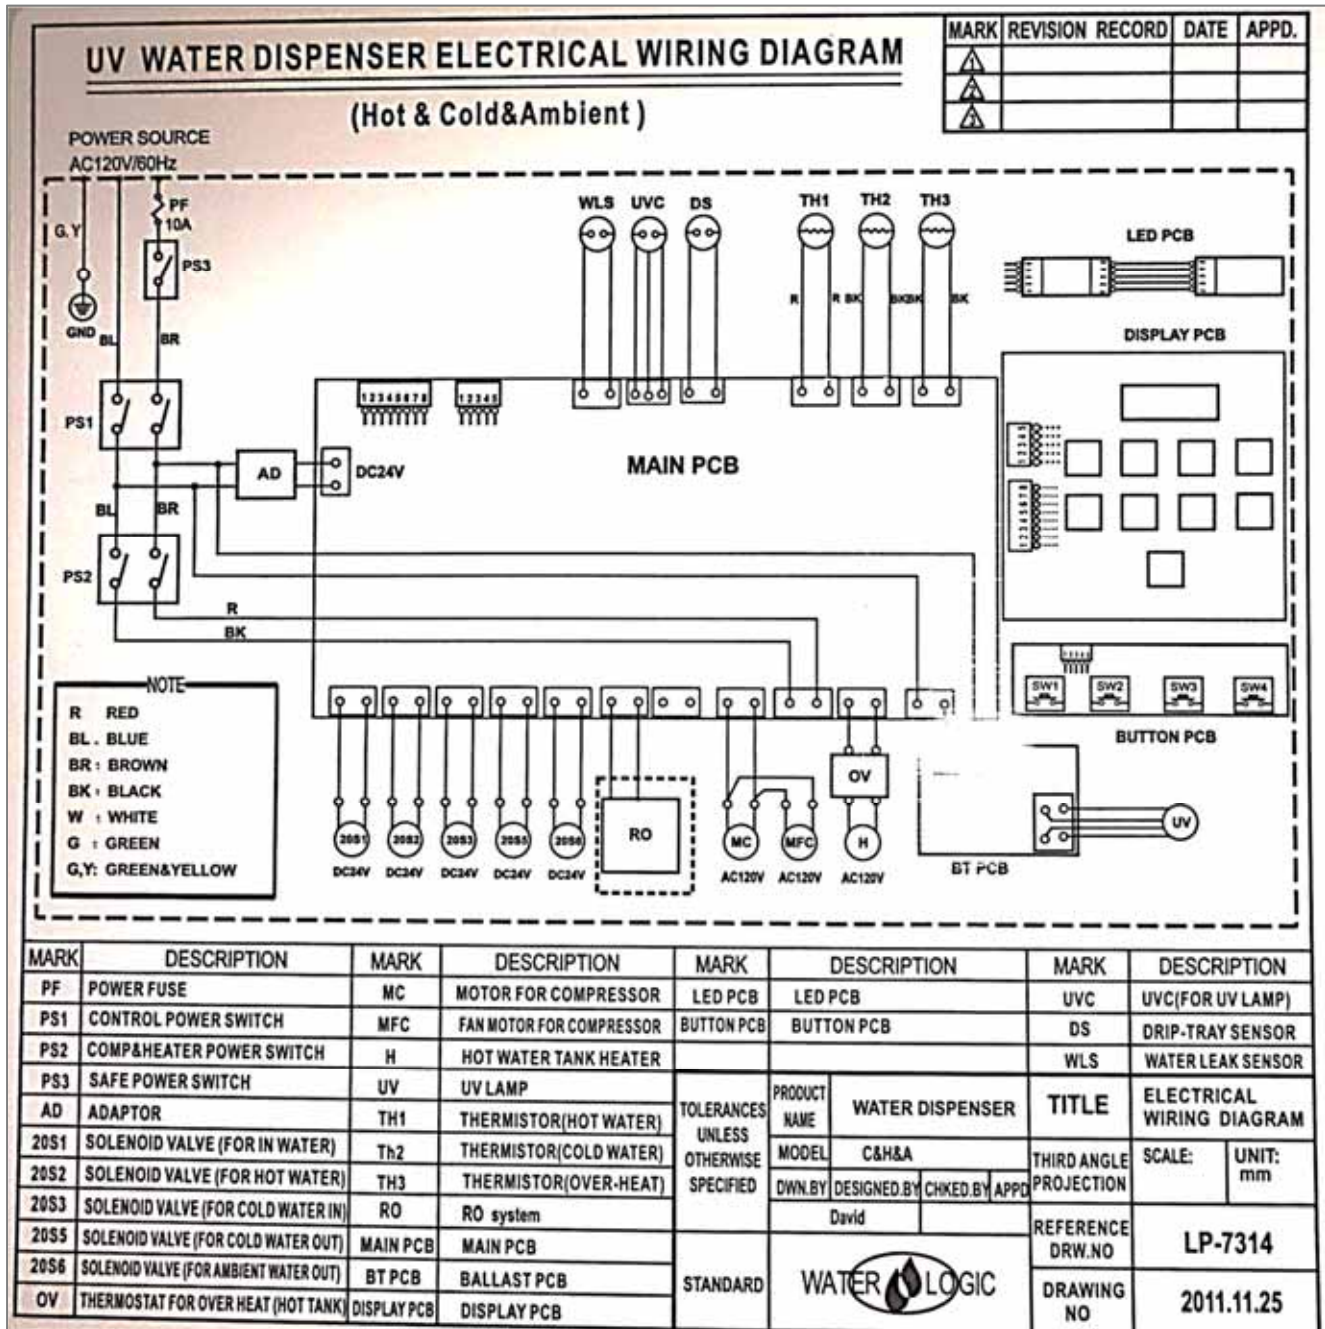 UV WATER DISPENSER ELECTRICAL WIRING DIAGRAM
(Hot & Cold&Ambient )
MARK REVISION RECORD DATE APPD.
1
2
3
POWER SOURCE
AC120V/60Hz
PF
10A
G,Y
PS3
GND
BL BR
WLS UVC DS TH1 TH2 TH3
R R BK BK BK BK
LED PCB
DISPLAY PCB
PS1
12345678 12345
AD
DC24V
MAIN PCB
12345
12345678
BL BR
PS2
R
BK
NOTE
R RED
BL . BLUE
BR : BROWN
BK : BLACK
W : WHITE
G : GREEN
G,Y: GREEN&YELLOW
SW1 SW2 SW3 SW4
BUTTON PCB
OV
20S1 20S2 20S3 20S5 20S6 RO MC MFC H UV
DC24V DC24V DC24V DC24V DC24V AC120V AC120V AC120V
BT PCB
MARK DESCRIPTION MARK DESCRIPTION MARK DESCRIPTION MARK DESCRIPTION
PF POWER FUSE MC MOTOR FOR COMPRESSOR LED PCB LED PCB UVC UVC(FOR UV LAMP)
PS1 CONTROL POWER SWITCH MFC FAN MOTOR FOR COMPRESSOR BUTTON PCB BUTTON PCB DS DRIP-TRAY SENSOR
PS2 COMP&HEATER POWER SWITCH H HOT WATER TANK HEATER WLS WATER LEAK SENSOR
PS3 SAFE POWER SWITCH UV UV LAMP
AD ADAPTOR TH1 THERMISTOR(HOT WATER)
20S1 SOLENOID VALVE (FOR IN WATER) Th2 THERMISTOR(COLD WATER)
20S2 SOLENOID VALVE (FOR HOT WATER) TH3 THERMISTOR(OVER-HEAT)
20S3 SOLENOID VALVE (FOR COLD WATER IN) RO RO system
20S5 SOLENOID VALVE (FOR COLD WATER OUT) MAIN PCB MAIN PCB
20S6 SOLENOID VALVE (FOR AMBIENT WATER OUT) BT PCB BALLAST PCB
OV THERMOSTAT FOR OVER HEAT (HOT TANK) DISPLAY PCB DISPLAY PCB
TOLERANCES
UNLESS
OTHERWISE
SPECIFIED
STANDARD
PRODUCT
NAME
WATER DISPENSER
MODEL C&H&A
DWN.BY DESIGNED.BY CHKED.BY APPD
David
WATER LOGIC
TITLE
ELECTRICAL
WIRING DIAGRAM
THIRD ANGLE
PROJECTION
SCALE:
UNIT:
mm
REFERENCE
DRW.NO
LP-7314
DRAWING
NO
2011.11.25